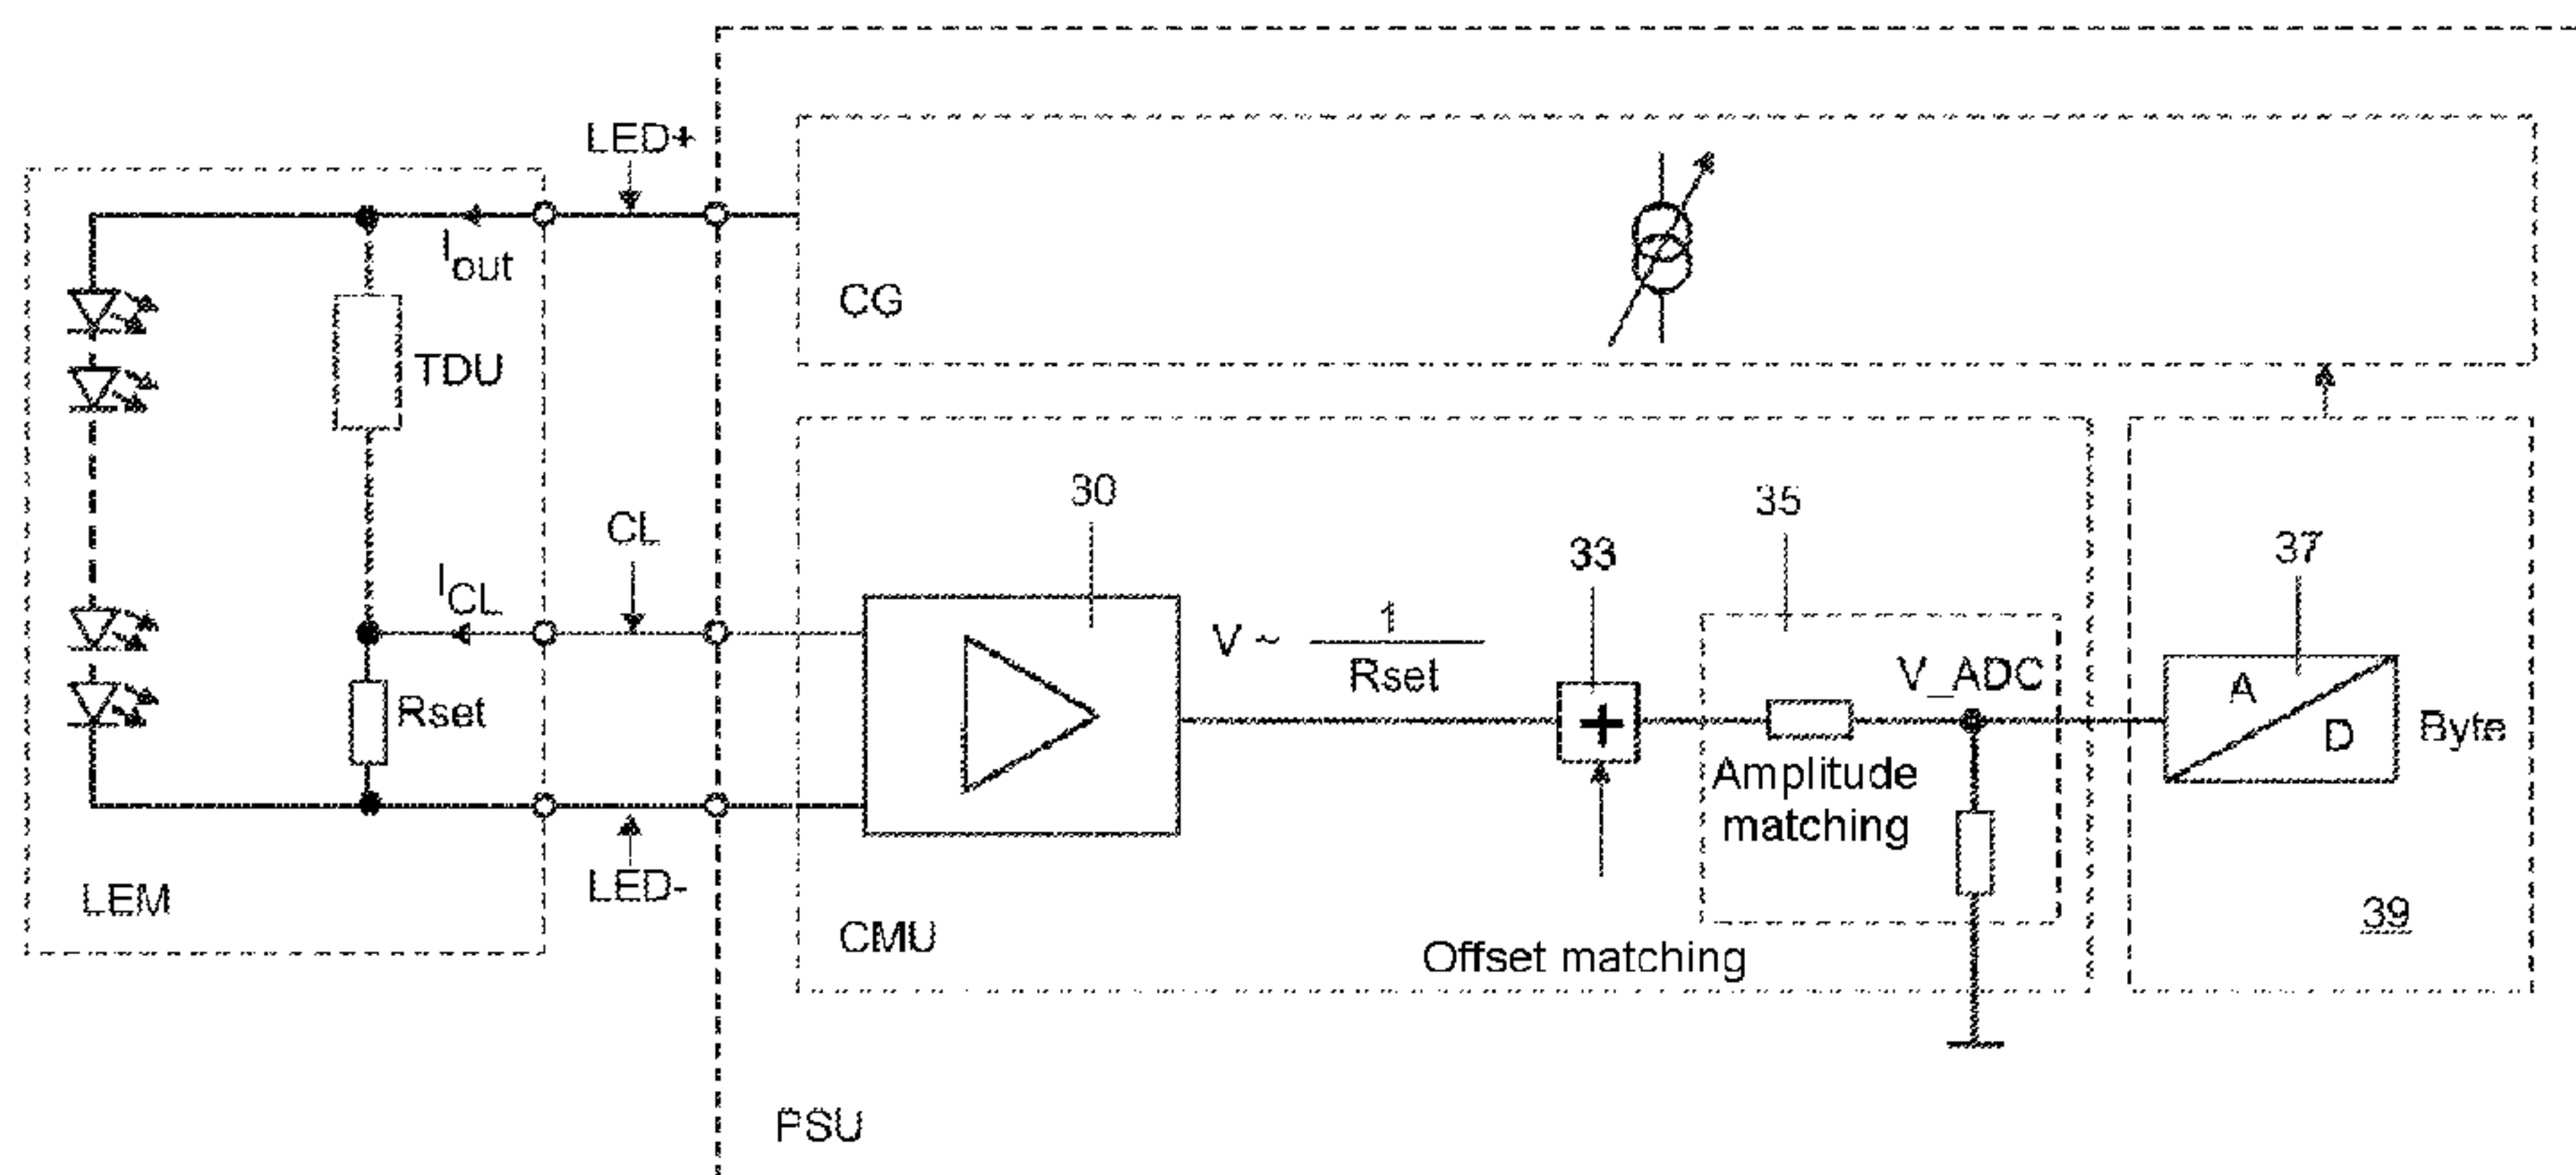 LED+
I out
CG
TDU
30
35
CL
33
37
I CL
V ~ 1
Rset
V_ADC
A
D
Byte
Rset
Amplitude
matching
LED-
LEM
39
CMU
Offset matching
PSU